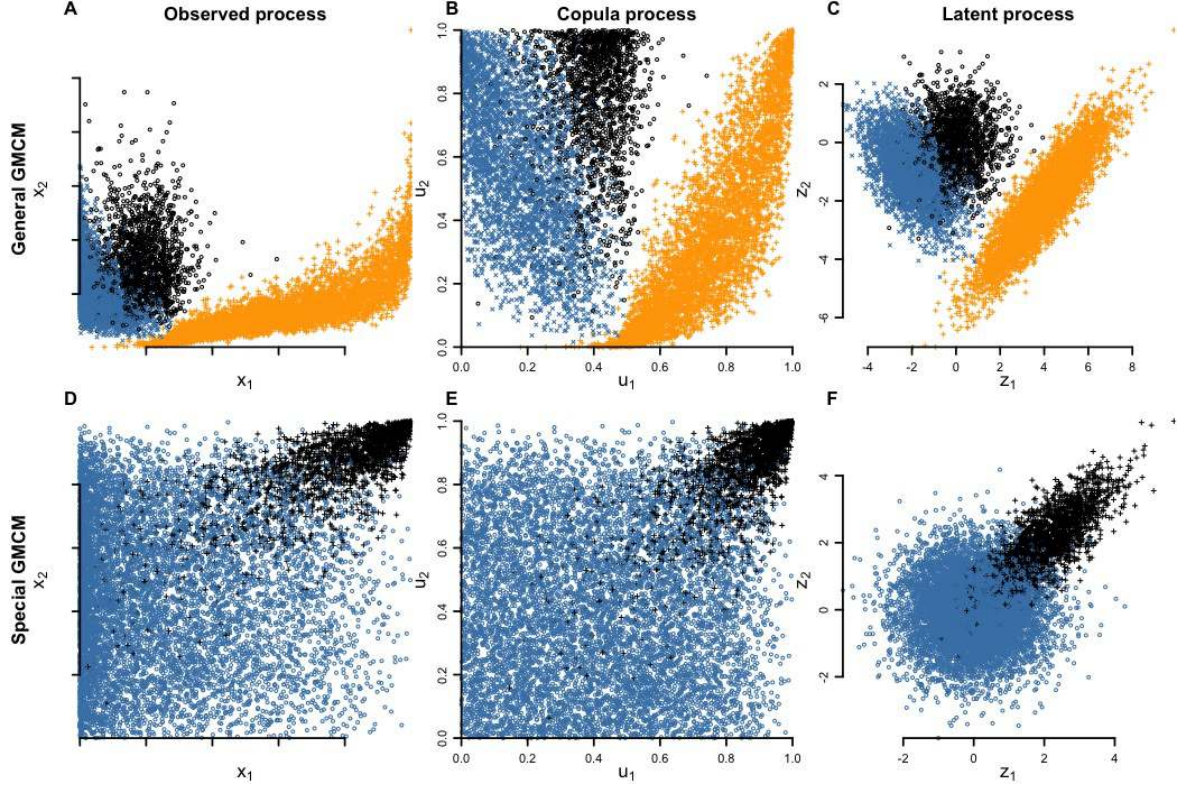 A Observed process B Copula process C Latent process
General GMCM
x2
u2
1.0
0.8
0.6
0.4
0.2
0.0
z2
2
0
-2
-4
-6
0.0 0.2 0.4 0.6 0.8 1.0
-4 -2 0 2 4 6 8
x1 u1 z1
D E F
Special GMCM
x2
u2
1.0
0.8
0.6
0.4
0.2
0.0
z2
4
2
0
-2
0.0 0.2 0.4 0.6 0.8 1.0
-2 0 2 4
x1 u1 z1